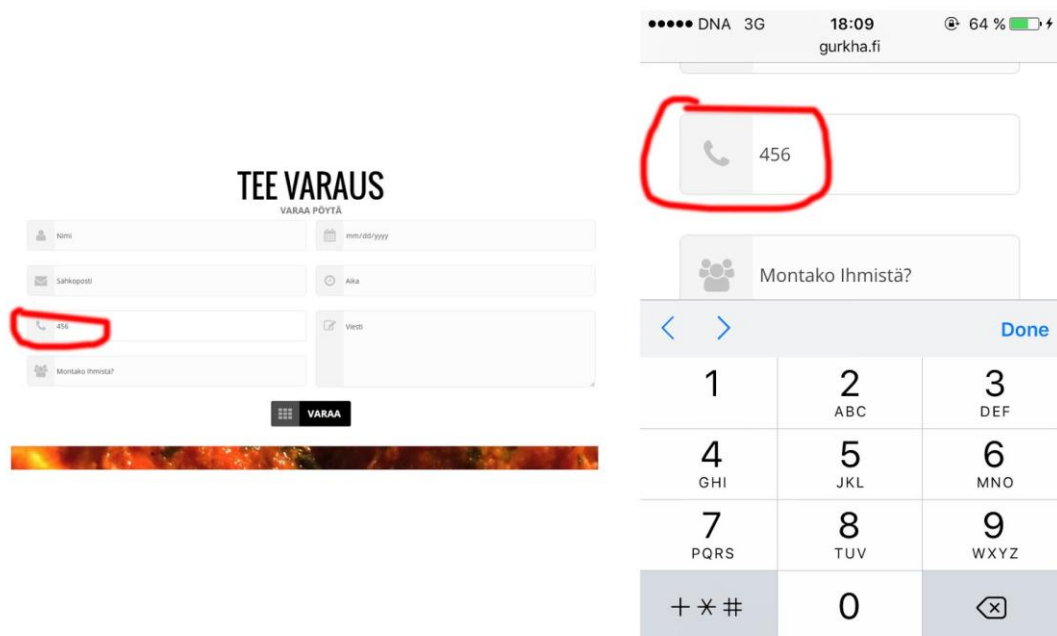 TEE VARAUS
VARAA PÖYTÄ
Nimi
mm/dd/yyyy
Sähkoposti
Aika
456
Viesti
Montako Ihmistä?
VARAA
DNA 3G 18:09 64 %
gurkha.fi
456
Montako Ihmistä?
Done
1 2 3
ABC DEF
4 5 6
GHI JKL MNO
7 8 9
PQRS TUV WXYZ
+*# 0